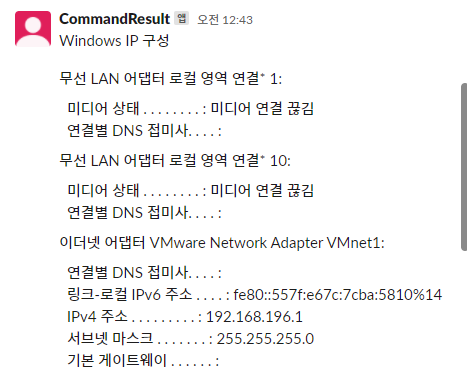 CommandResult 앱 오전 12:43
Windows IP 구성
무선 LAN 어댑터 로컬 영역 연결* 1:
미디어 상태 . . . . . . . . : 미디어 연결 끊김
연결별 DNS 접미사. . . . :
무선 LAN 어댑터 로컬 영역 연결* 10:
미디어 상태 . . . . . . . . : 미디어 연결 끊김
연결별 DNS 접미사. . . . :
이더넷 어댑터 VMware Network Adapter VMnet1:
연결별 DNS 접미사. . . . :
링크-로컬 IPv6 주소 . . . . : fe80::557f:e67c:7cba:5810%14
IPv4 주소 . . . . . . . . . : 192.168.196.1
서브넷 마스크 . . . . . . . : 255.255.255.0
기본 게이트웨이 . . . . . . :